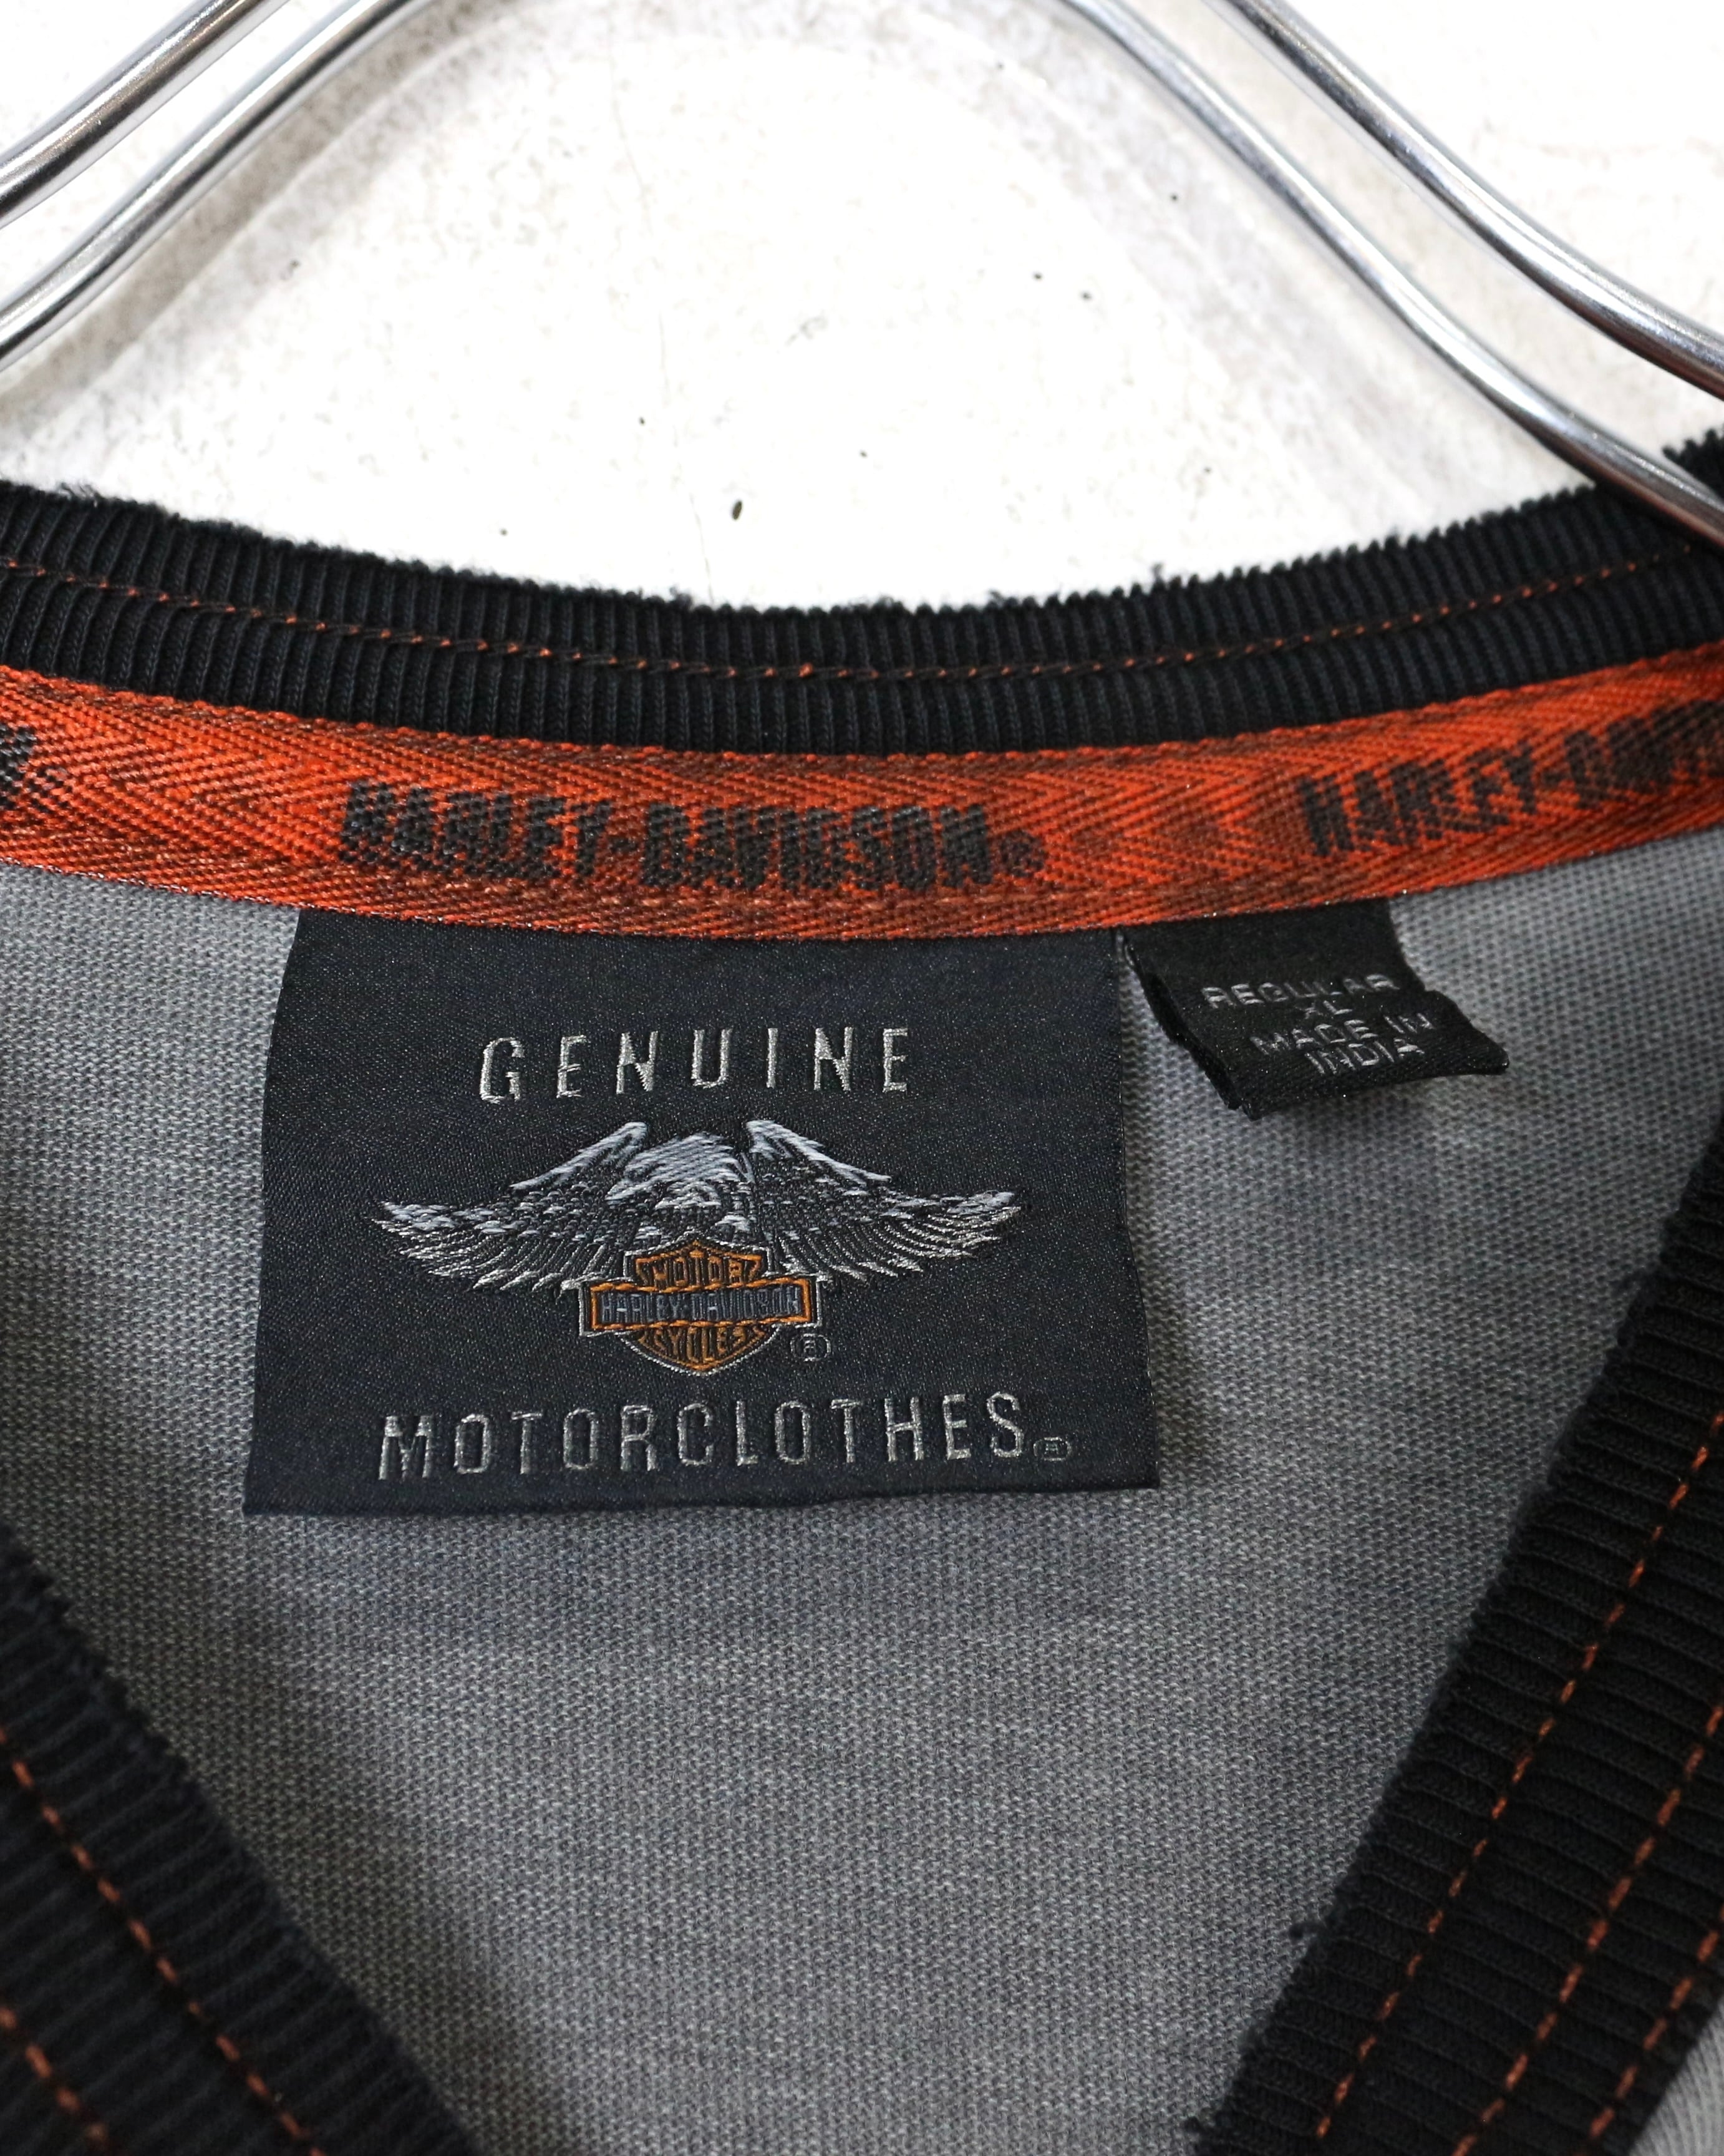 HARLEY-DAVIDSON®
HARLEY-DAVIDSON
GENUINE
MOTOR
HARLEY-DAVIDSON
CYCLES
®
MOTORCLOTHES®
REGULAR
XL
MADE IN
INDIA